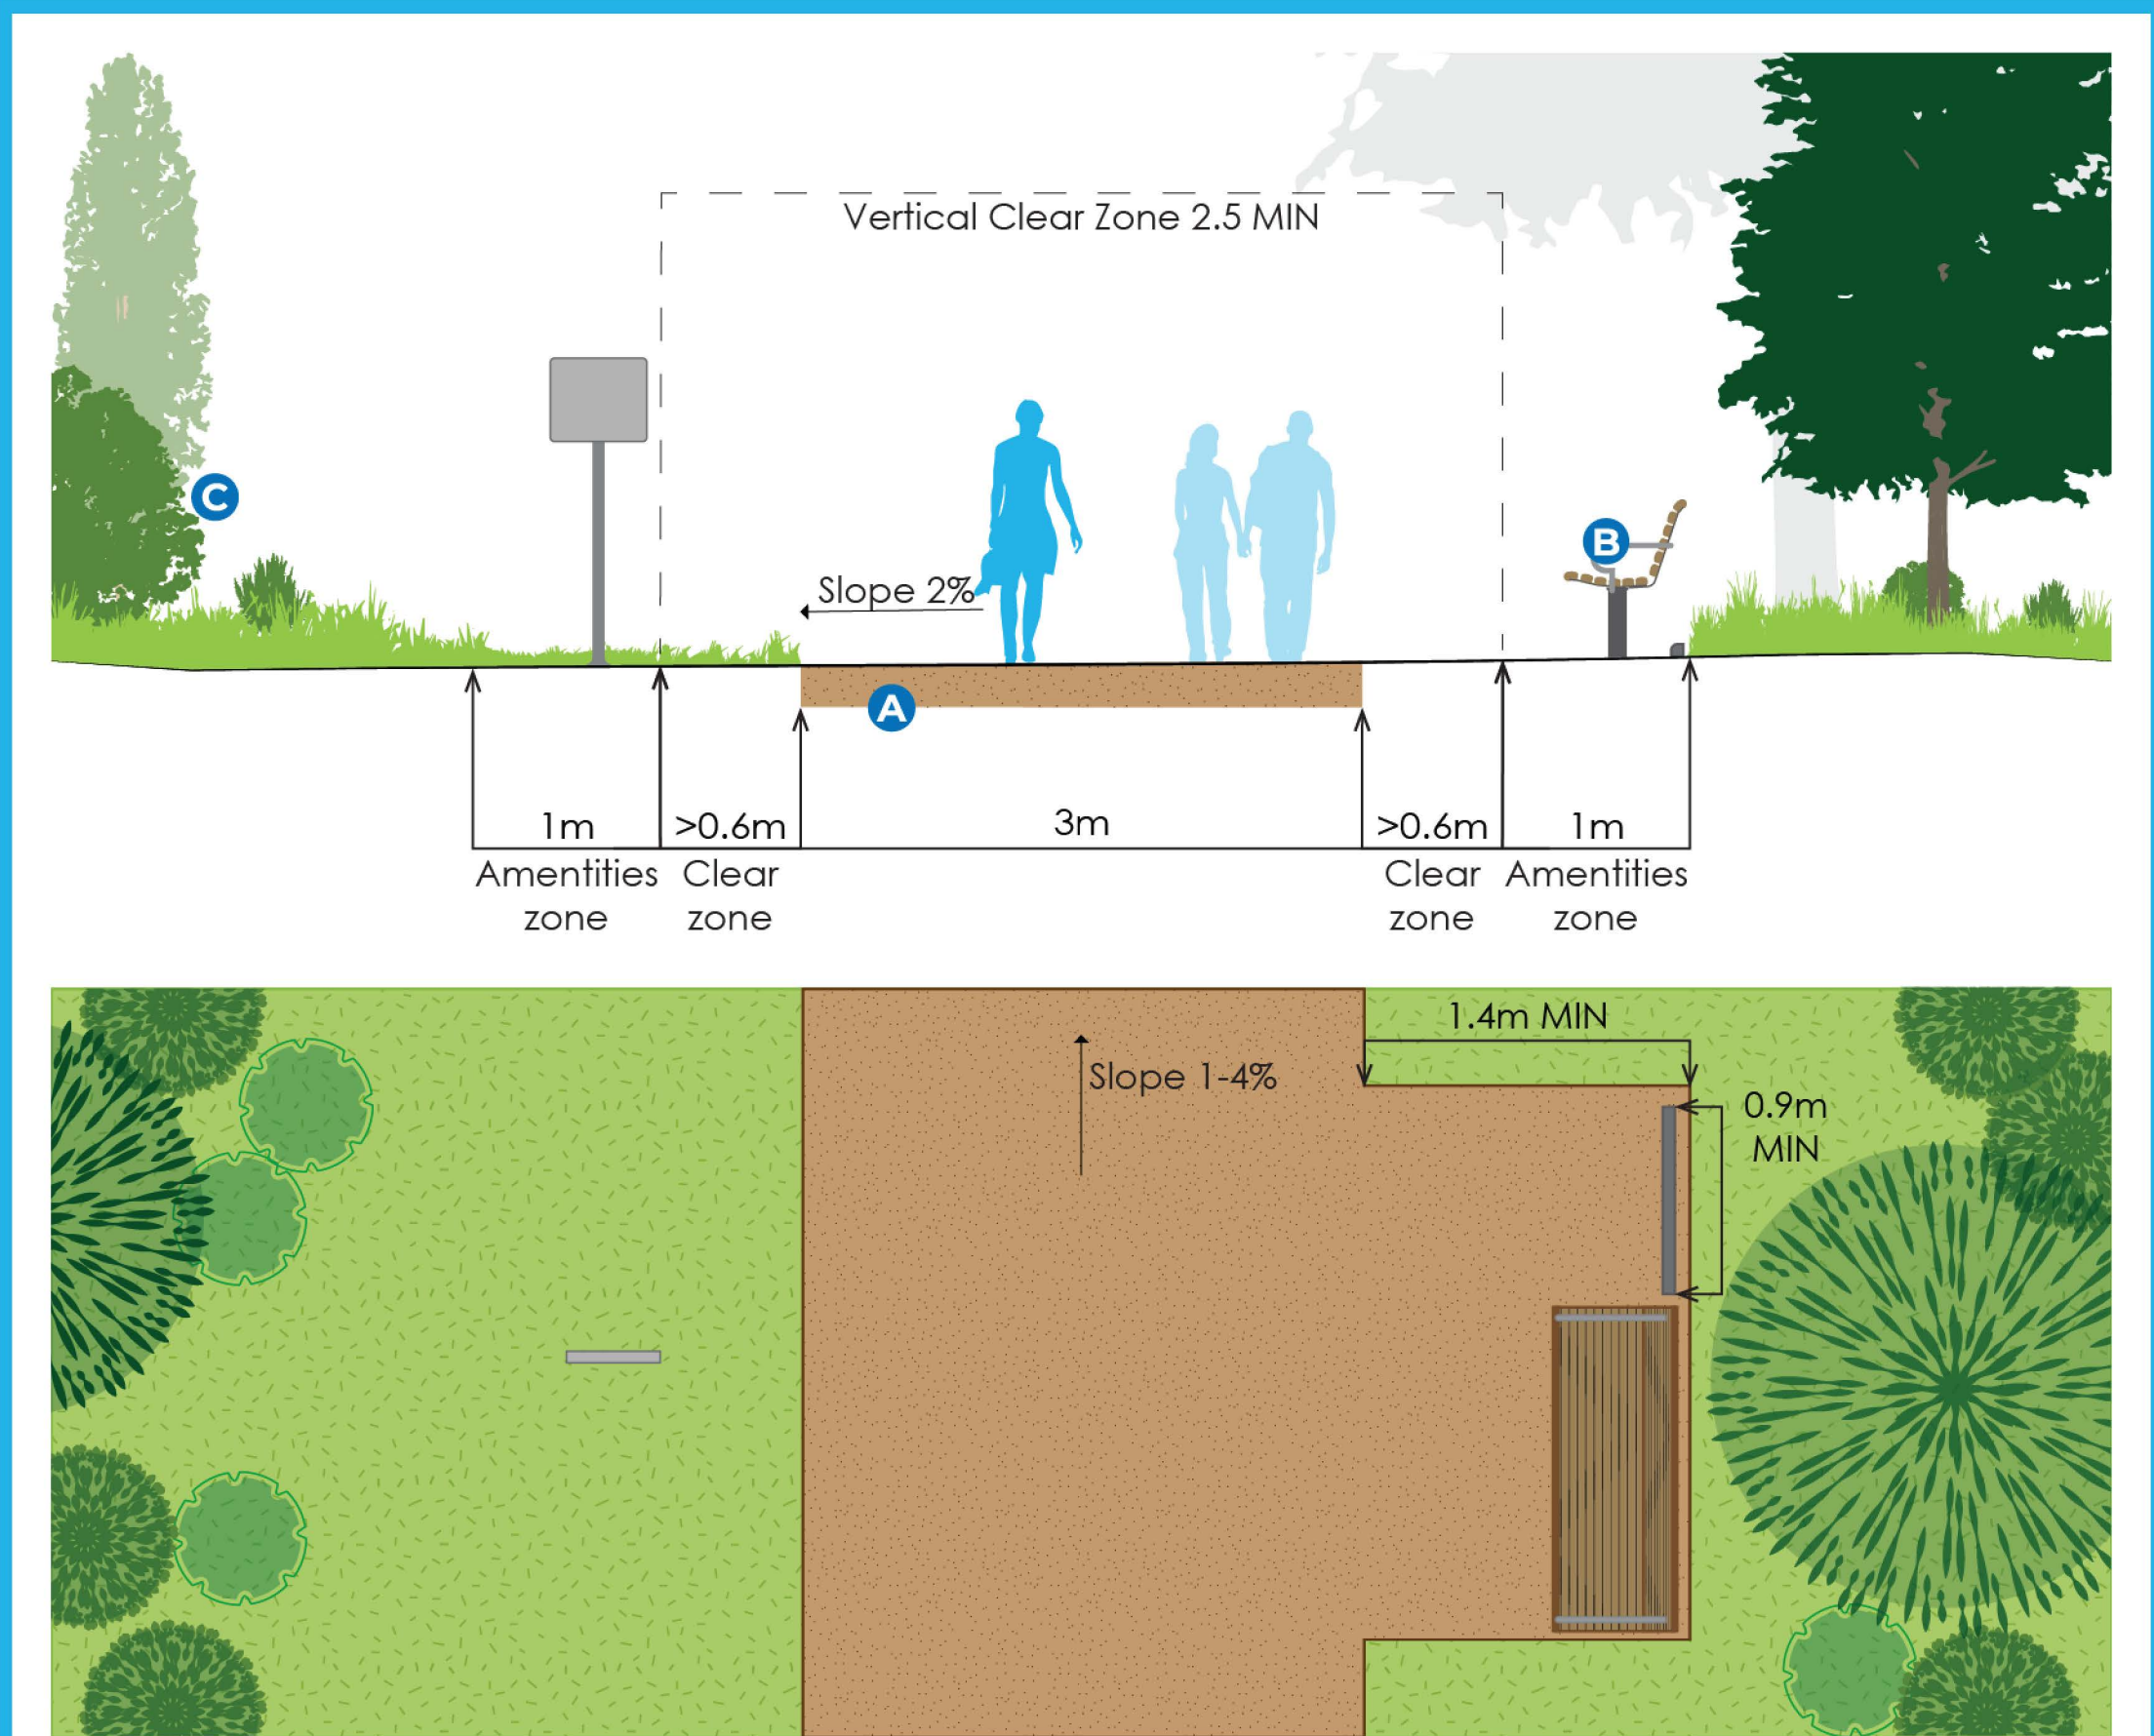 Vertical Clear Zone 2.5 MIN
C
B
Slope 2%
A
1m
>0.6m
3m
>0.6m
1m
Amentities
zone
Clear
zone
Clear
zone
Amentities
zone
1.4m MIN
Slope 1-4%
0.9m
MIN